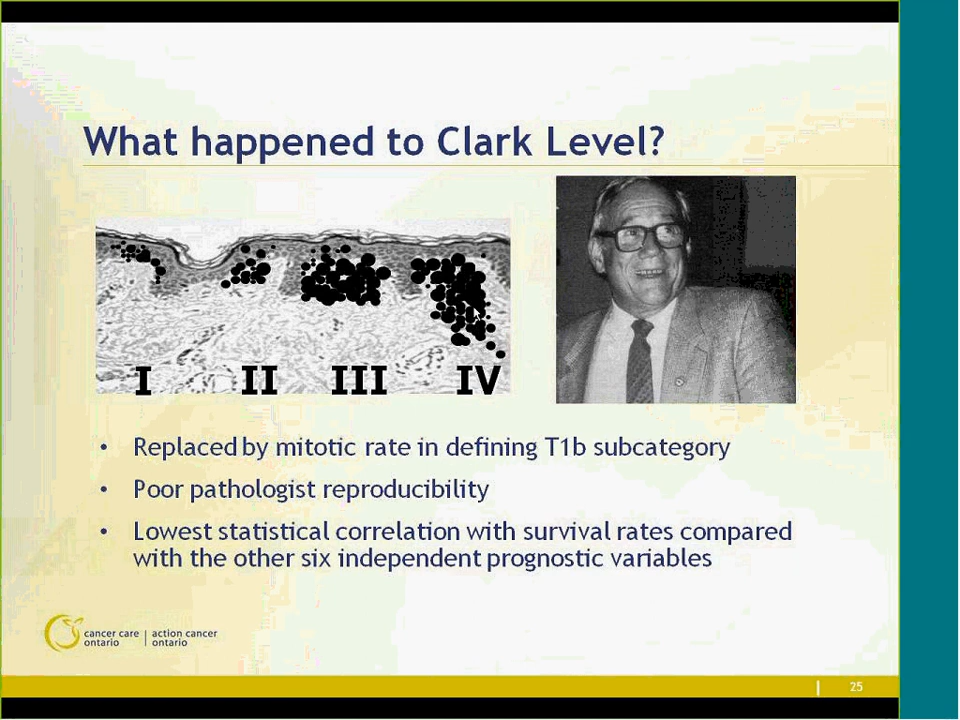 What happened to Clark Level?
I II III IV
• Replaced by mitotic rate in defining T1b subcategory
• Poor pathologist reproducibility
• Lowest statistical correlation with survival rates compared
with the other six independent prognostic variables
cancer care | action cancer
ontario | ontario
25